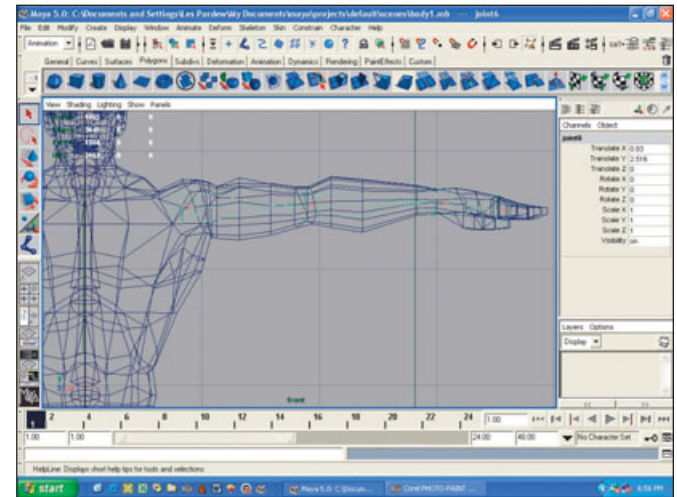 Maya 5.0: C:\Documents and Settings\Les Pardew\My Documents\maya\projects\default\scenes\body1.mb --- joint6
File Edit Modify Create Display Window Animate Deform Skeleton Skin Constrain Character Help
Animation
General Curves Surfaces Polygons Subdivs Deformation Animation Dynamics Rendering PaintEffects Custom
View Shading Lighting Show Panels
Channels Object
joint6
Translate X 0.83
Translate Y 2.516
Translate Z 0
Rotate X 0
Rotate Y 0
Rotate Z 0
Scale X 1
Scale Y 1
Scale Z 1
Visibility on
Layers Options
Display
front
2 4 6 8 10 12 14 16 18 20 22 24 1.00
1.00 1.00 24.00 48.00 No Character Set
HelpLine: Displays short help tips for tools and selections
start Maya 5.0: C:\Docum... Corel PHOTO-PAINT ... 6:56 PM